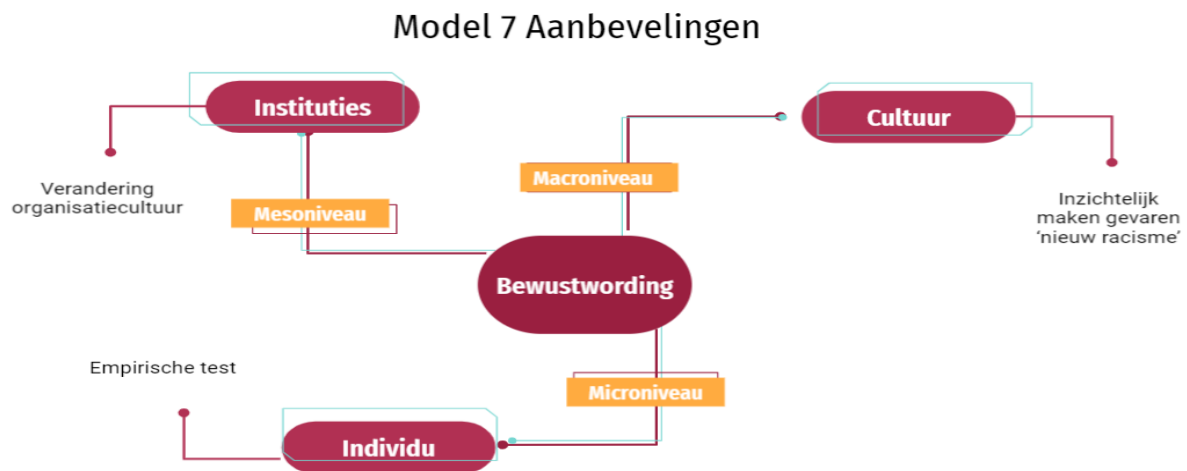 Model 7 Aanbevelingen
Instituties
Cultuur
Macroniveau
Verandering
organisatiecultuur
Mesoniveau
Inzichtelijk
maken gevaren
‘nieuw racisme’
Bewustwording
Empirische test
Microniveau
Individu